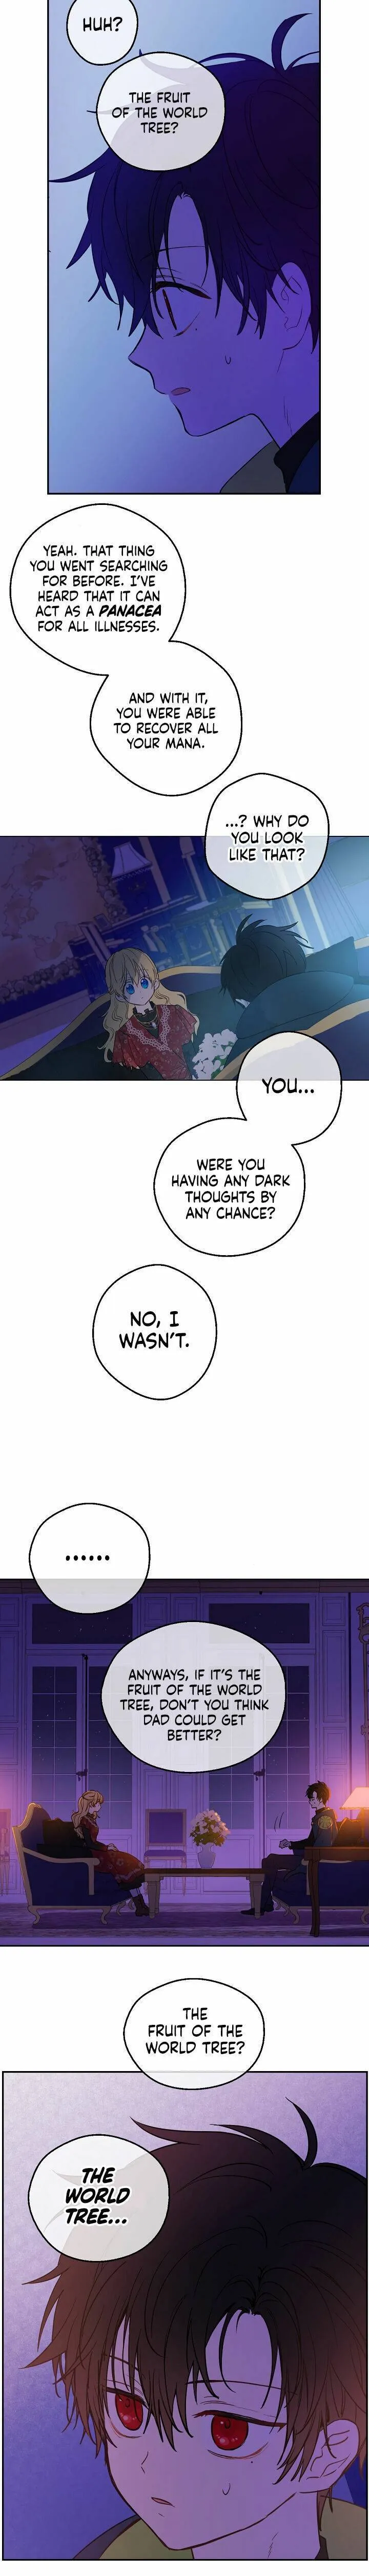 HUH?
THE FRUIT
OF THE WORLD
TREE?
YEAH. THAT THING
YOU WENT SEARCHING
FOR BEFORE. I'VE
HEARD THAT IT CAN
ACT AS A PANACEA
FOR ALL ILLNESSES.
AND WITH IT,
YOU WERE ABLE
TO RECOVER ALL
YOUR MANA.
...? WHY DO
YOU LOOK
LIKE THAT?
YOU...
WERE YOU
HAVING ANY DARK
THOUGHTS BY
ANY CHANCE?
NO, I
WASN'T.
......
ANYWAYS, IF IT'S THE
FRUIT OF THE WORLD
TREE, DON'T YOU THINK
DAD COULD GET
BETTER?
THE
FRUIT OF THE
WORLD TREE?
THE
WORLD
TREE...